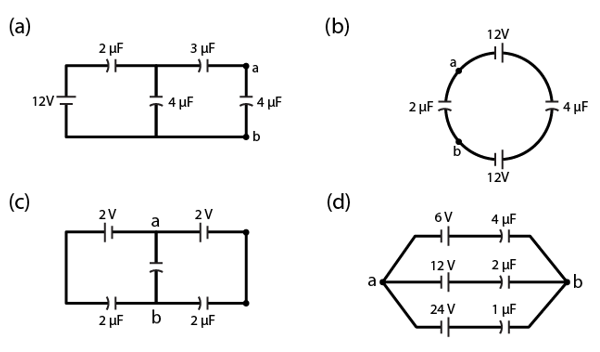 (a)
2 μF 3 μF
a
12V 4 μF 4 μF
b
(b)
12V
a
2 μF 4 μF
b
12V
(c)
2 V a 2 V
2 μF b 2 μF
(d)
6 V 4 μF
12 V 2 μF
a b
24 V 1 μF